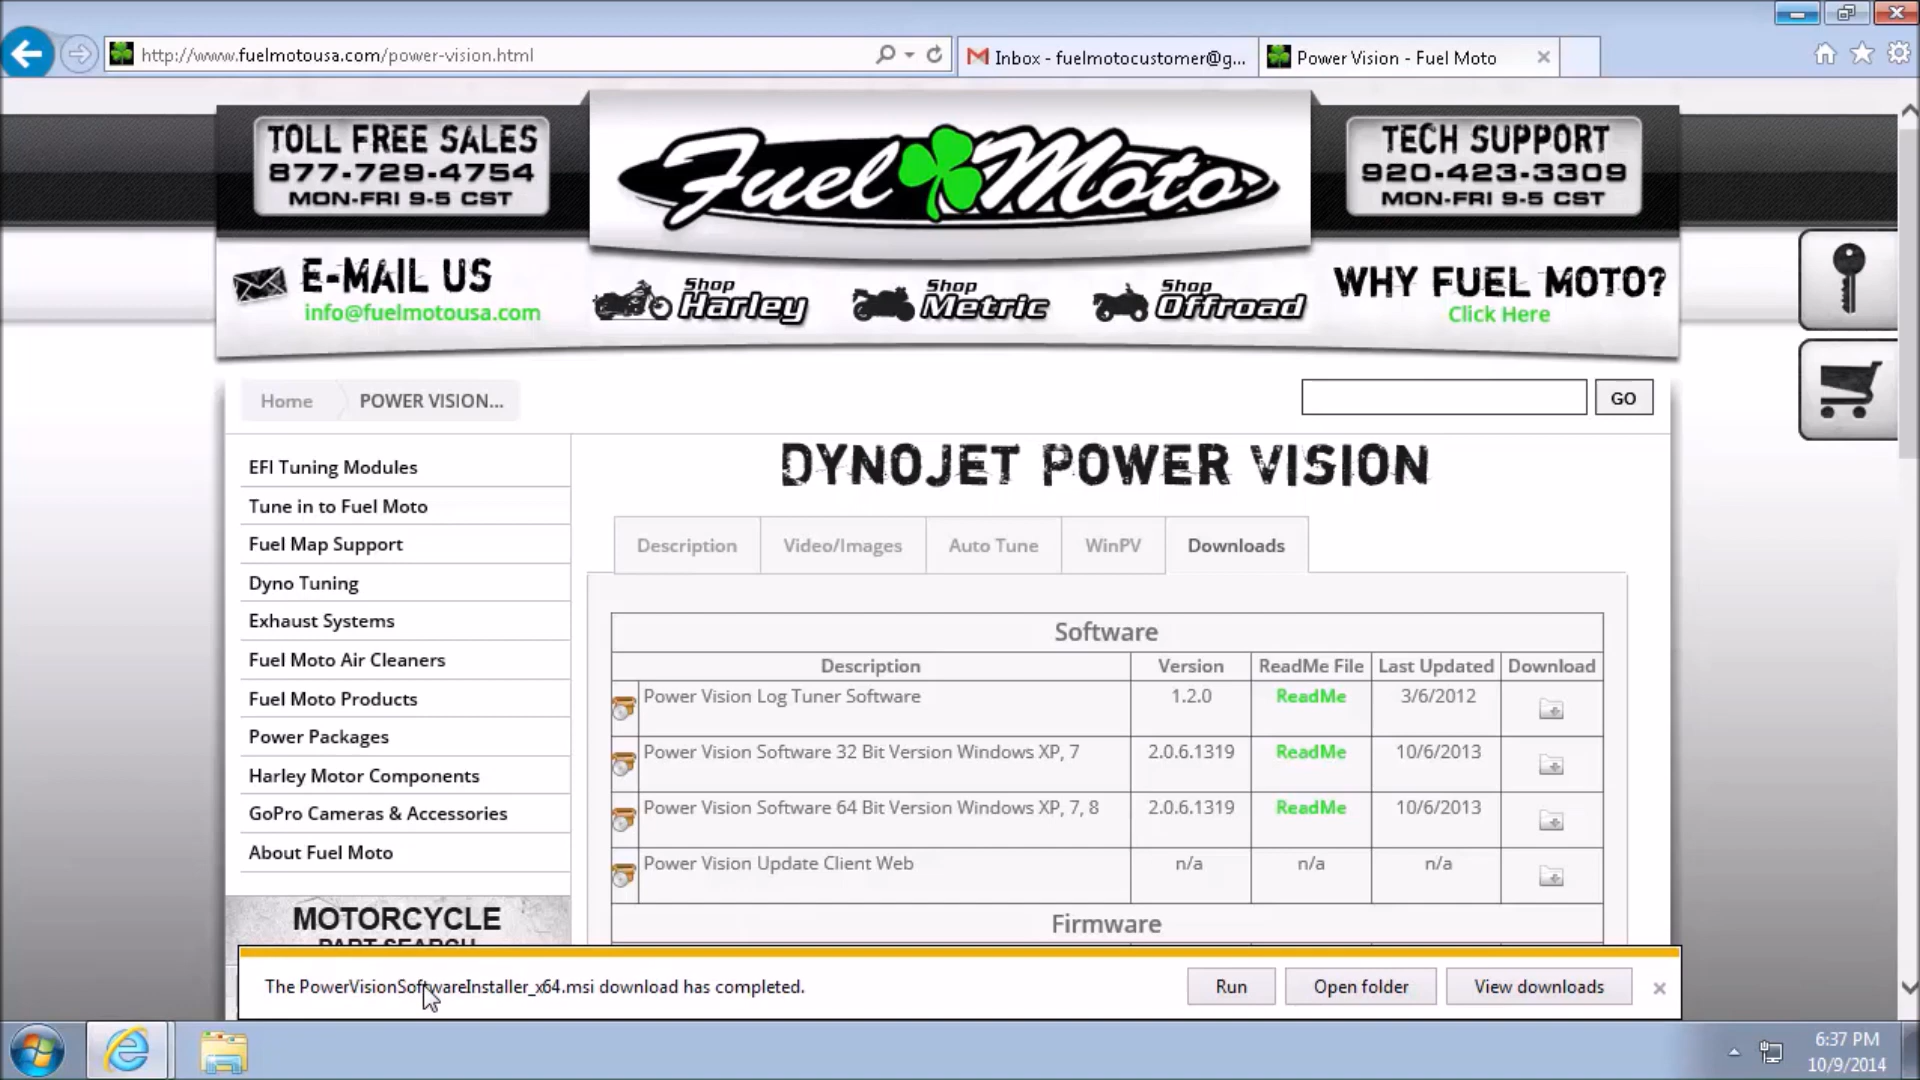 http://www.fuelmotousa.com/power-vision.html
Inbox - fuelmotocustomer@g...
Power Vision - Fuel Moto
TOLL FREE SALES
877-729-4754
MON-FRI 9-5 CST
Fuel Moto
TECH SUPPORT
920-423-3309
MON-FRI 9-5 CST
E-MAIL US
info@fuelmotousa.com
Shop
Harley
Shop
Metric
Shop
Offroad
WHY FUEL MOTO?
Click Here
Home
POWER VISION...
GO
EFI Tuning Modules
Tune in to Fuel Moto
Fuel Map Support
Dyno Tuning
Exhaust Systems
Fuel Moto Air Cleaners
Fuel Moto Products
Power Packages
Harley Motor Components
GoPro Cameras & Accessories
About Fuel Moto
MOTORCYCLE
PART SEARCH
DYNOJET POWER VISION
Description Video/Images Auto Tune WinPV Downloads
Software
Description Version ReadMe File Last Updated Download
Power Vision Log Tuner Software 1.2.0 ReadMe 3/6/2012
Power Vision Software 32 Bit Version Windows XP, 7 2.0.6.1319 ReadMe 10/6/2013
Power Vision Software 64 Bit Version Windows XP, 7, 8 2.0.6.1319 ReadMe 10/6/2013
Power Vision Update Client Web n/a n/a n/a
Firmware
The PowerVisionSoftwareInstaller_x64.msi download has completed.
Run
Open folder
View downloads
6:37 PM
10/9/2014